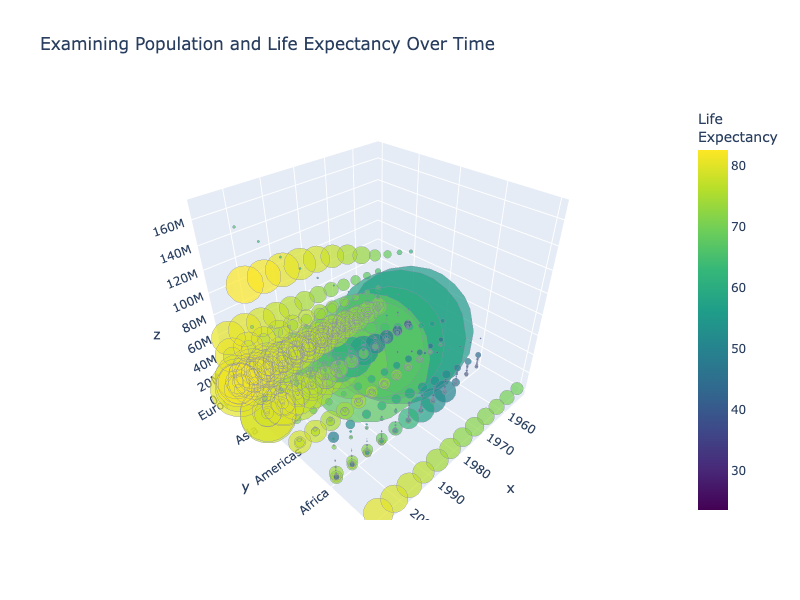 Examining Population and Life Expectancy Over Time
Life
Expectancy
80
70
60
50
40
30
160M
140M
120M
100M
80M
60M
40M
z
Americas
Africa
y
1960
1970
1980
1990
x